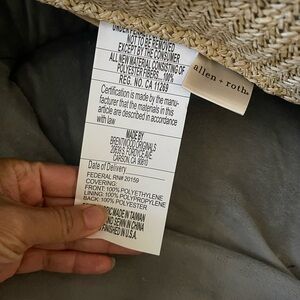 NOT TO BE REMOVED
EXCEPT BY THE CONSUMER
ALL NEW MATERIAL CONSISTING OF
POLYESTER FIBERS, 100%
REG. NO. CA 11269
Certification is made by the manu-
facturer that the materials in this
article are described in accordance
with law
MADE BY
BRENTWOOD ORIGINALS
20639 S FORDYCE AVE
CARSON, CA 90810
Date of Delivery
FEDERAL RN# 20159
COVERING:
FRONT: 100% POLYETHYLENE
LINING: 100% POLYPROPYLENE
BACK: 100% POLYESTER
MADE IN TAIWAN
SEWN IN CHINA
FINISHED IN U.S.A.
allen + roth